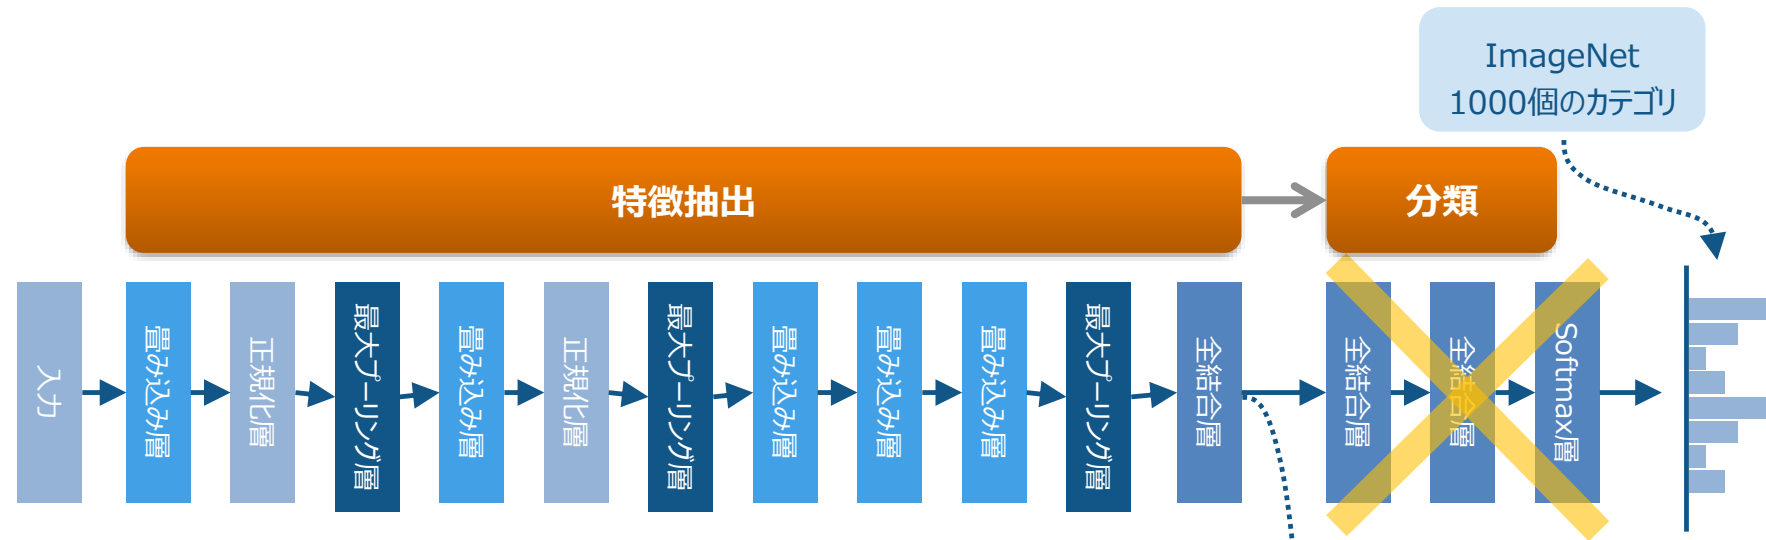 ImageNet
1000個のカテゴリ
特徴抽出
分類
入力
畳み込み層
正規化層
最大プーリング層
畳み込み層
正規化層
最大プーリング層
畳み込み層
畳み込み層
畳み込み層
最大プーリング層
全結合層
全結合層
全結合層
Softmax層